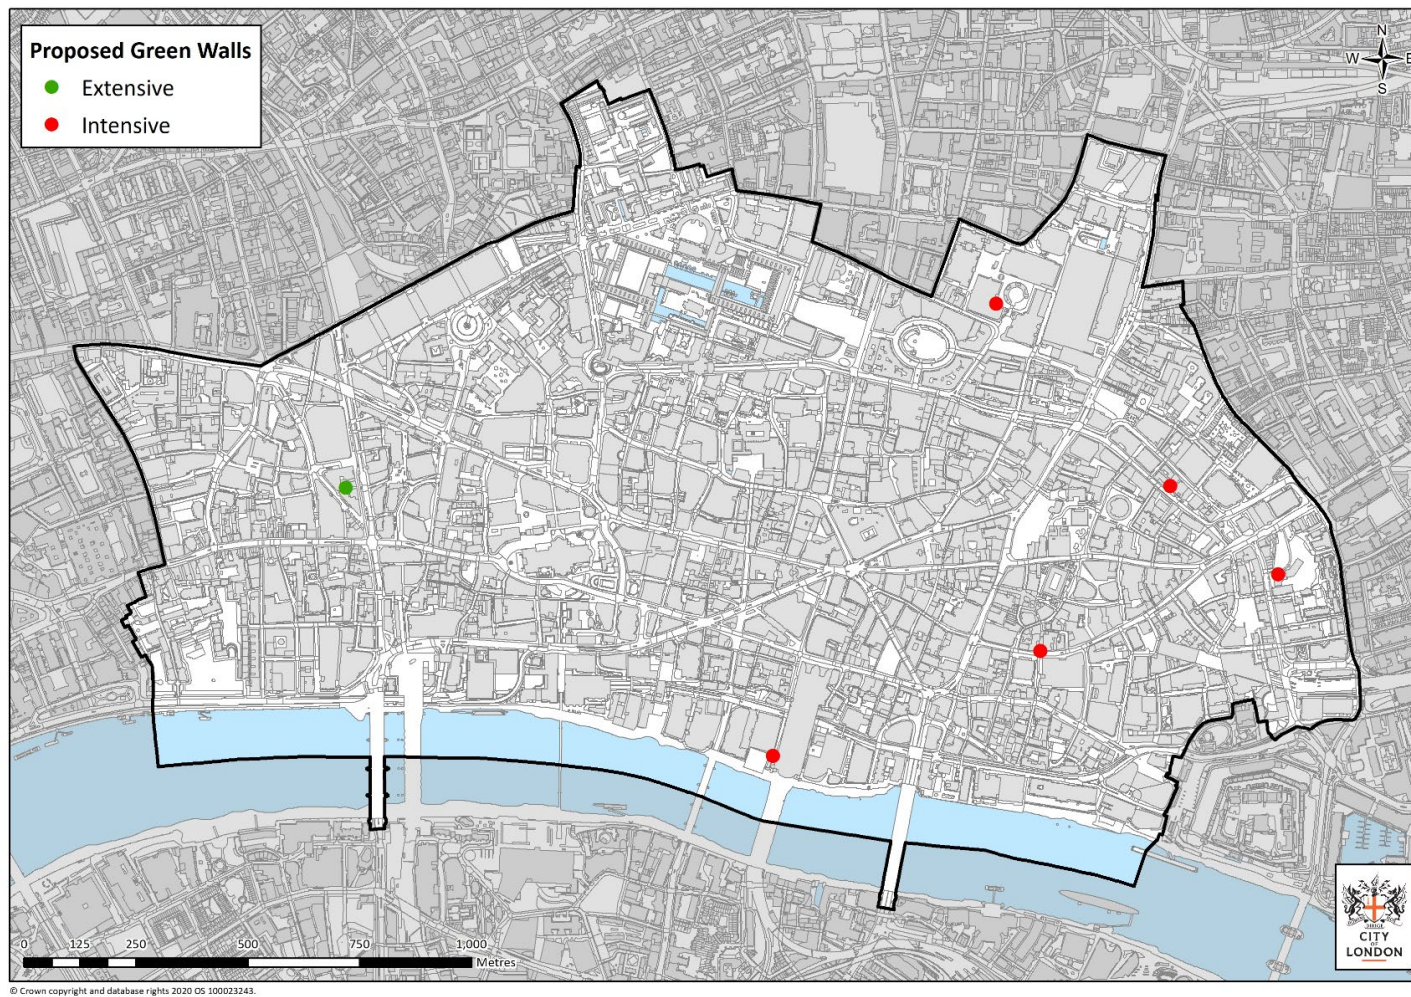 Proposed Green Walls
Extensive
Intensive
N
W E
S
0 125 250 500 750 1,000
Metres
CITY
OF
LONDON
© Crown copyright and database rights 2020 OS 100023243.